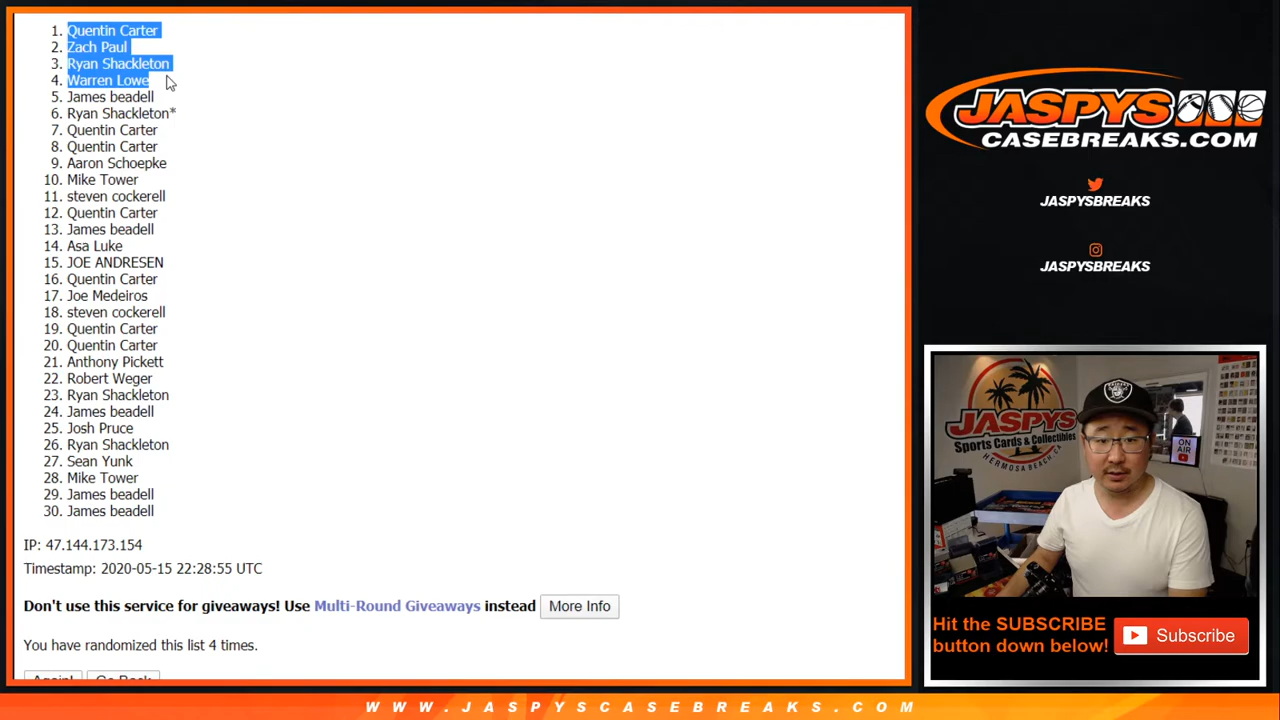 1. Quentin Carter
2. Zach Paul
3. Ryan Shackleton
4. Warren Lowe
5. James beadell
6. Ryan Shackleton*
7. Quentin Carter
8. Quentin Carter
9. Aaron Schoepke
10. Mike Tower
11. steven cockerell
12. Quentin Carter
13. James beadell
14. Asa Luke
15. JOE ANDRESEN
16. Quentin Carter
17. Joe Medeiros
18. steven cockerell
19. Quentin Carter
20. Quentin Carter
21. Anthony Pickett
22. Robert Weger
23. Ryan Shackleton
24. James beadell
25. Josh Pruce
26. Ryan Shackleton
27. Sean Yunk
28. Mike Tower
29. James beadell
30. James beadell
IP: 47.144.173.154
Timestamp: 2020-05-15 22:28:55 UTC
Don't use this service for giveaways! Use Multi-Round Giveaways instead More Info
You have randomized this list 4 times.
Again! Go Back
JASPYS
CASEBREAKS.COM
JASPYSBREAKS
JASPYSBREAKS
JASPYS
Sports Cards & Collectibles
HERMOSA BEACH, CA
ON AIR
Hit the SUBSCRIBE
button down below!
Subscribe
WWW.JASPYSCASEBREAKS.COM